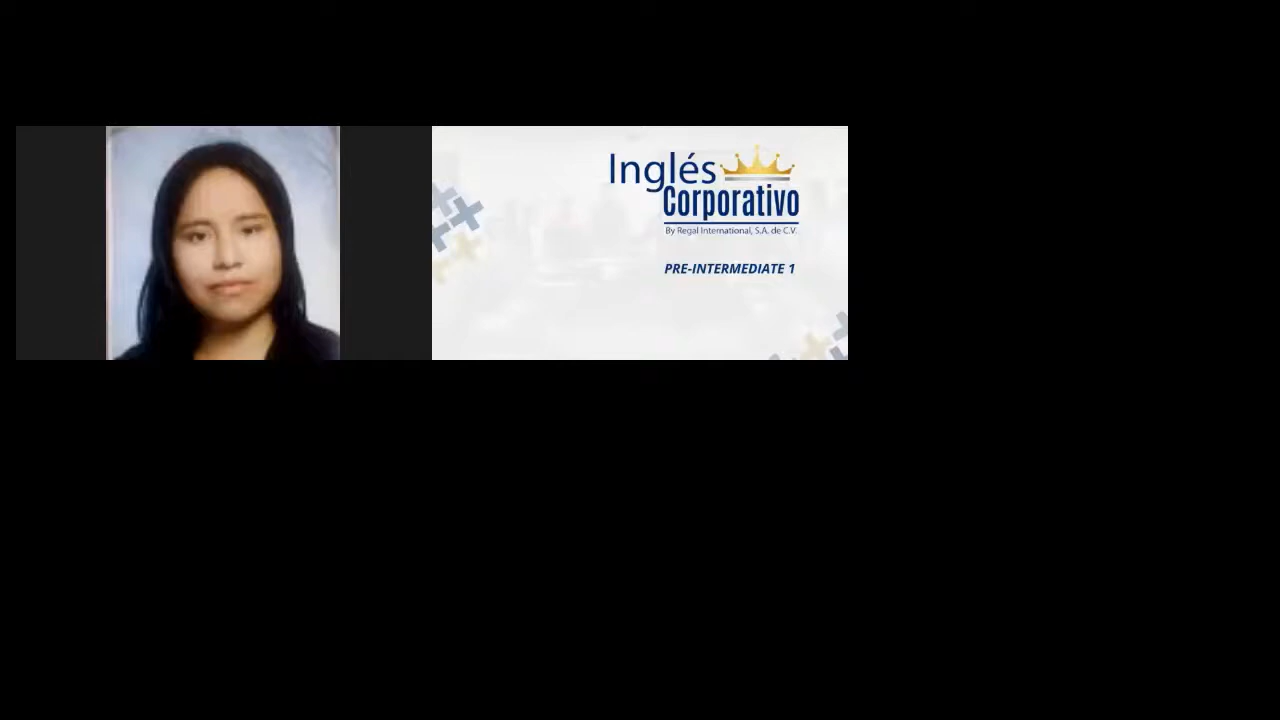 Inglés
Corporativo
By Regal International, S.A. de C.V.
PRE-INTERMEDIATE 1